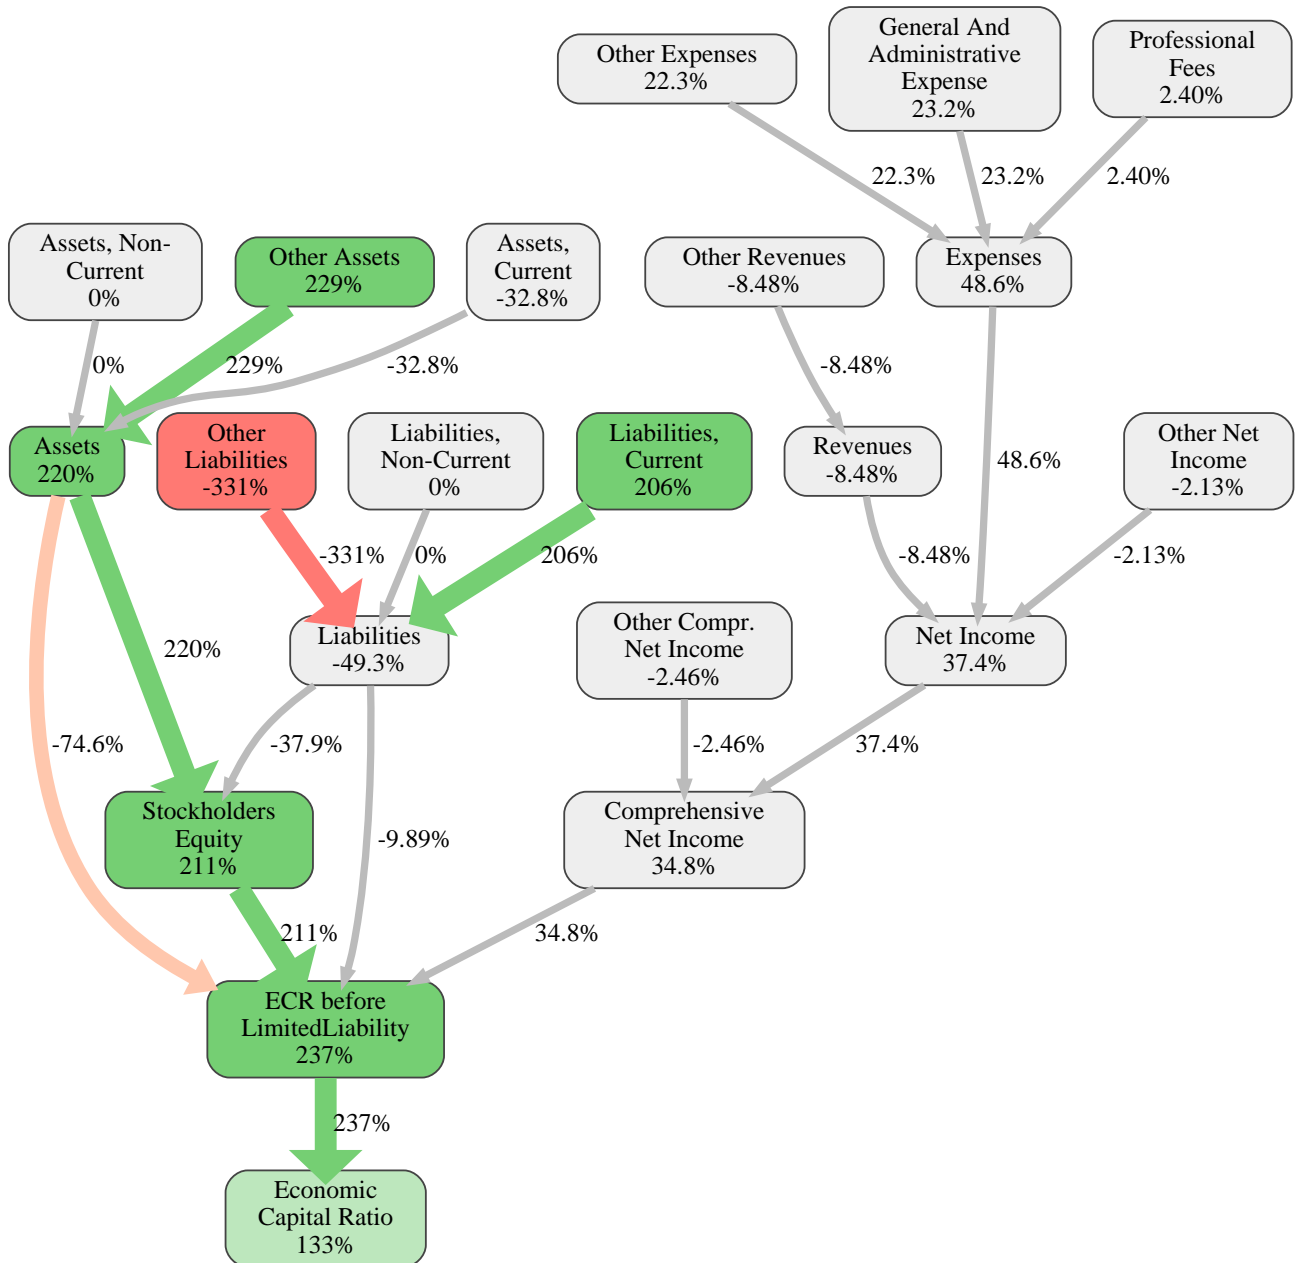 Other Expenses
22.3%
General And
Administrative
Expense
23.2%
Professional
Fees
2.40%
22.3%
23.2%
2.40%
Assets, Non-
Current
0%
Other Assets
229%
Assets,
Current
-32.8%
Other Revenues
-8.48%
Expenses
48.6%
0%
229%
-32.8%
-8.48%
Assets
220%
Other
Liabilities
-331%
Liabilities,
Non-Current
0%
Liabilities,
Current
206%
Revenues
-8.48%
48.6%
Other Net
Income
-2.13%
-331%
0%
206%
-8.48%
-2.13%
220%
Liabilities
-49.3%
Other Compr.
Net Income
-2.46%
Net Income
37.4%
-74.6%
-37.9%
-2.46%
37.4%
Stockholders
Equity
211%
-9.89%
Comprehensive
Net Income
34.8%
211%
34.8%
ECR before
LimitedLiability
237%
237%
Economic
Capital Ratio
133%